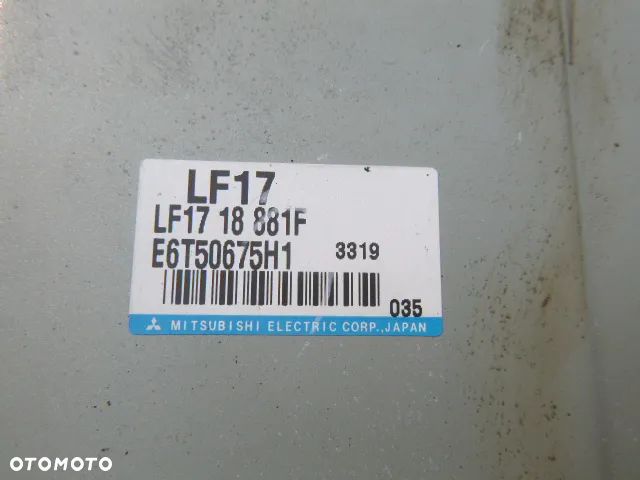 LF17
LF17 18 881F
E6T50675H1 3319
035
MITSUBISHI ELECTRIC CORP.,JAPAN
OTOMOTO